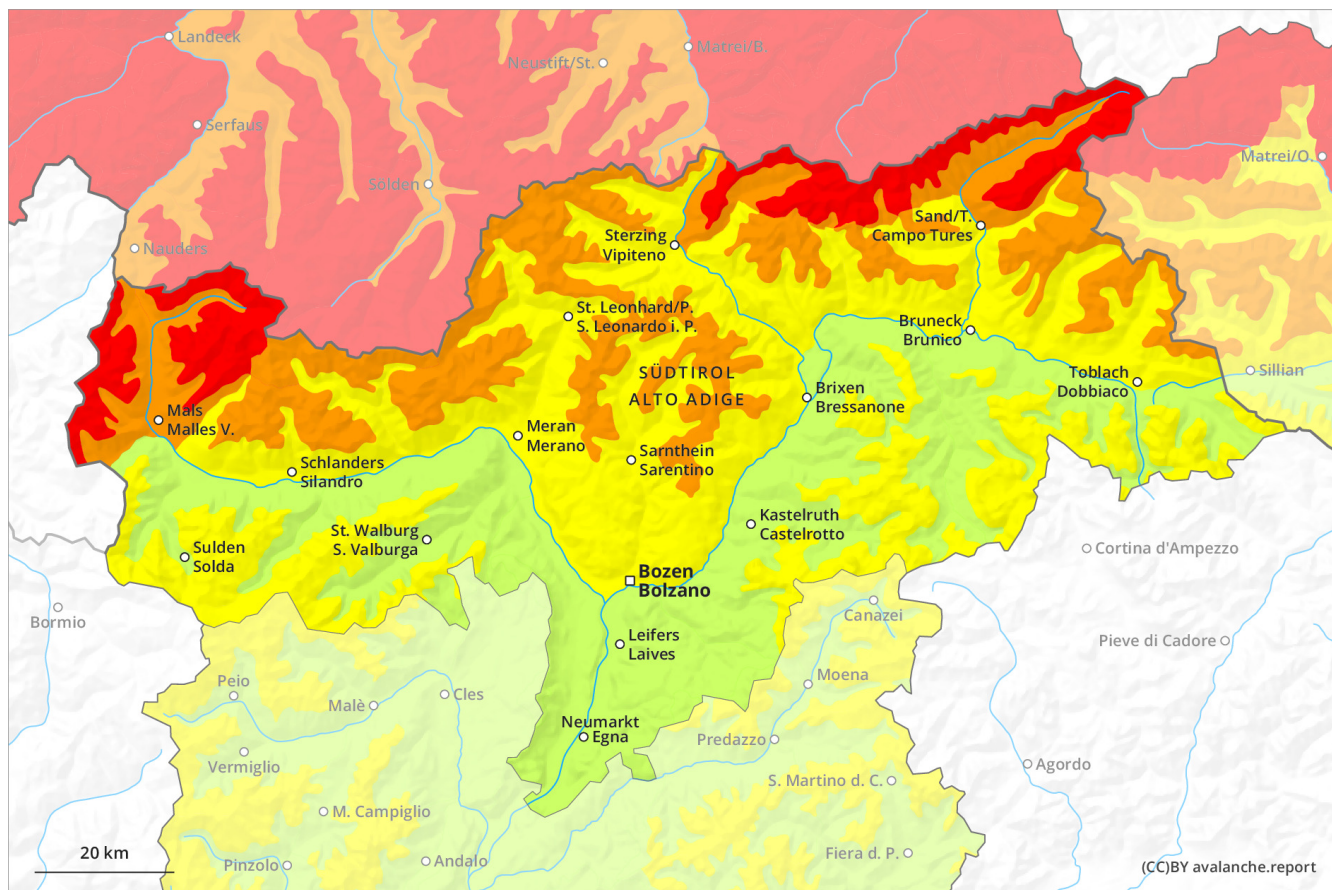 Landeck
Matrei/B.
Neustift/St.
Serfaus
Matrei/O.
Sölden
Sand/T.
Campo Tures
Nauders
Sterzing
Vipiteno
St. Leonhard/P.
S. Leonardo i. P.
Bruneck
Brunico
SÜDTIROL
ALTO ADIGE
Toblach
Dobbiaco
Sillian
Brixen
Bressanone
Mals
Malles V.
Meran
Merano
Schlanders
Silandro
Sarnthein
Sarentino
Kastelruth
Castelrotto
St. Walburg
S. Valburga
Sulden
Solda
Cortina d'Ampezzo
Bozen
Bolzano
Bormio
Canazei
Leifers
Laives
Pieve di Cadore
Peio
Malè
Cles
Moena
Neumarkt
Egna
Predazzo
Vermiglio
Agordo
S. Martino d. C.
M. Campiglio
20 km
Pinzolo
Andalo
Fiera d. P.
(CC)BY avalanche.report